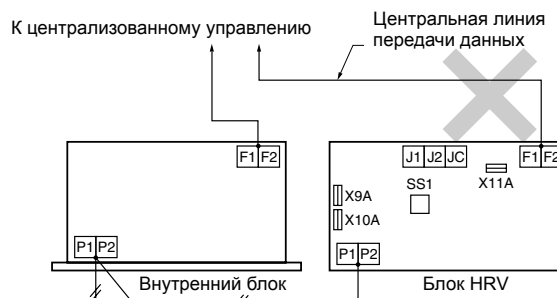 К централизованному управлению
Центральная линия
передачи данных
F1 F2
J1 J2 JC
F1 F2
X11A
SS1
X9A
X10A
P1 P2
P1 P2
Внутренний блок
Блок HRV